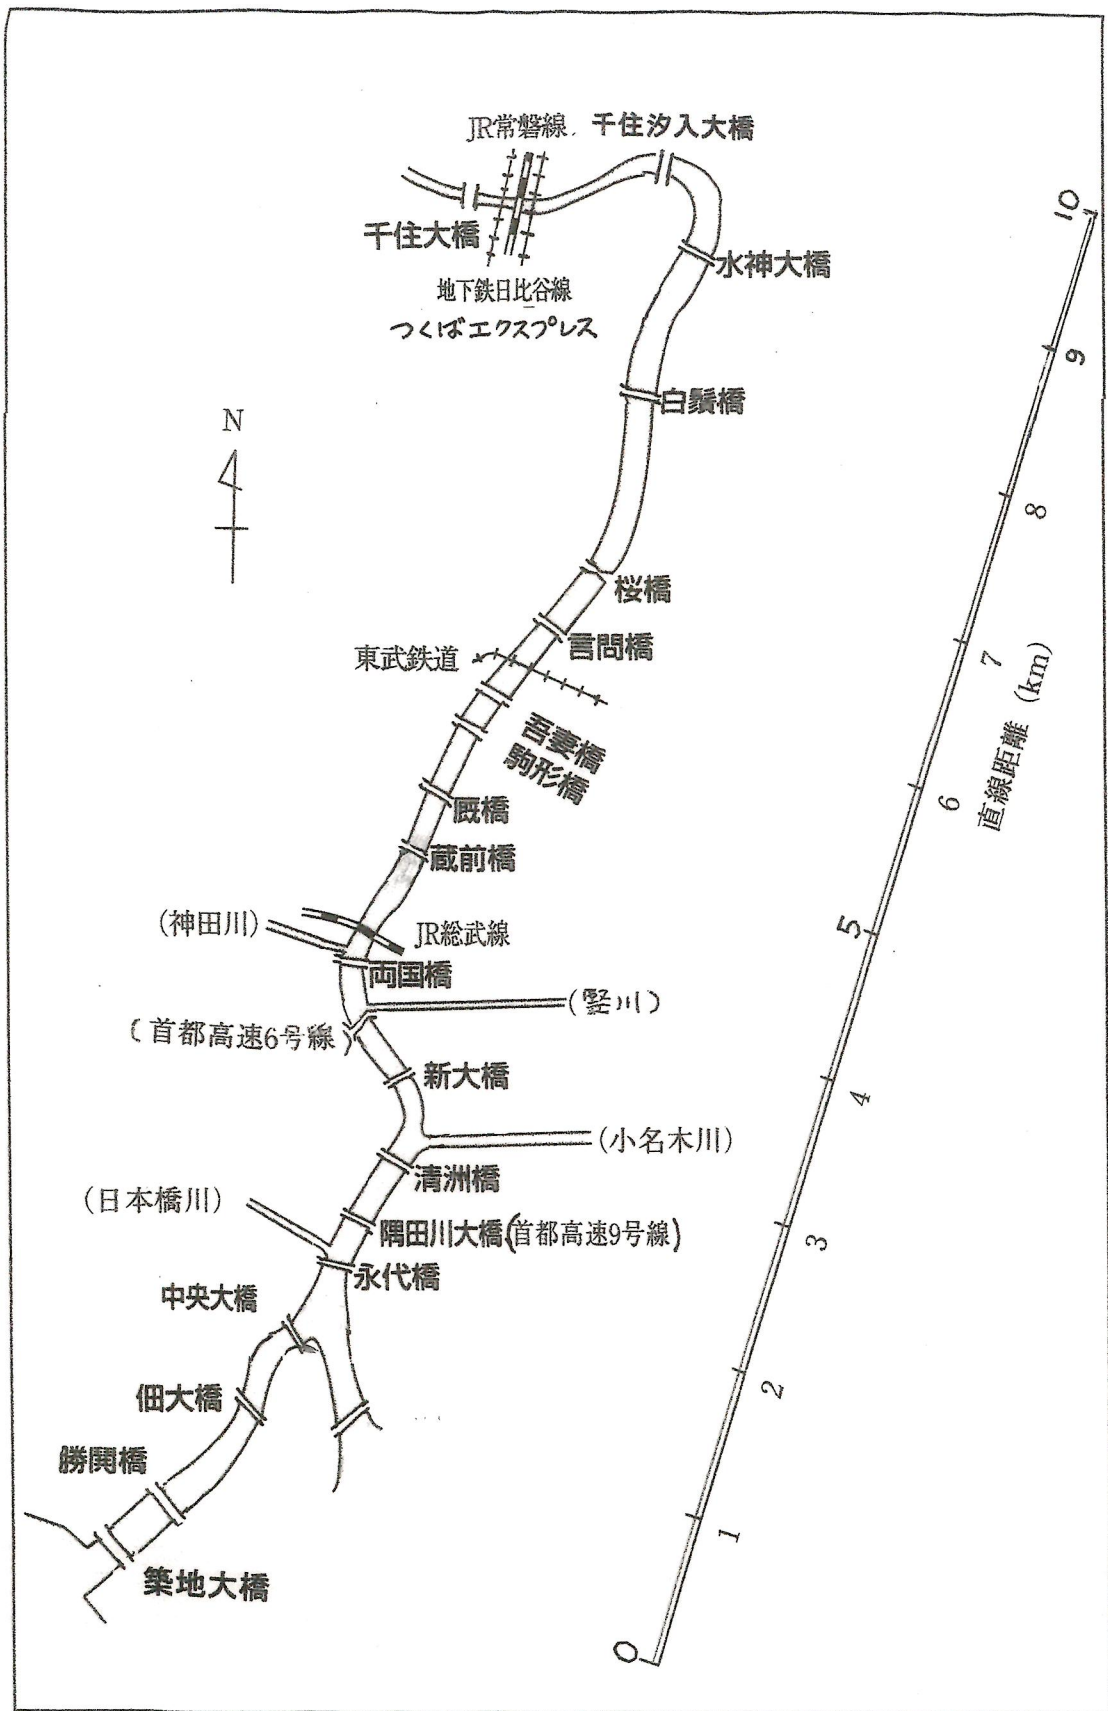 JR常磐線
千住汐入大橋
千住大橋
水神大橋
地下鉄日比谷線
つくばエクスプレス
白鬚橋
N
桜橋
言問橋
東武鉄道
吾妻橋
駒形橋
厩橋
蔵前橋
(神田川)
JR総武線
両国橋
(竪川)
(首都高速6号線)
新大橋
(小名木川)
清洲橋
(日本橋川)
隅田川大橋(首都高速9号線)
永代橋
中央大橋
佃大橋
勝鬨橋
築地大橋
10
9
8
7
直線距離 (km)
6
5
4
3
2
1
0